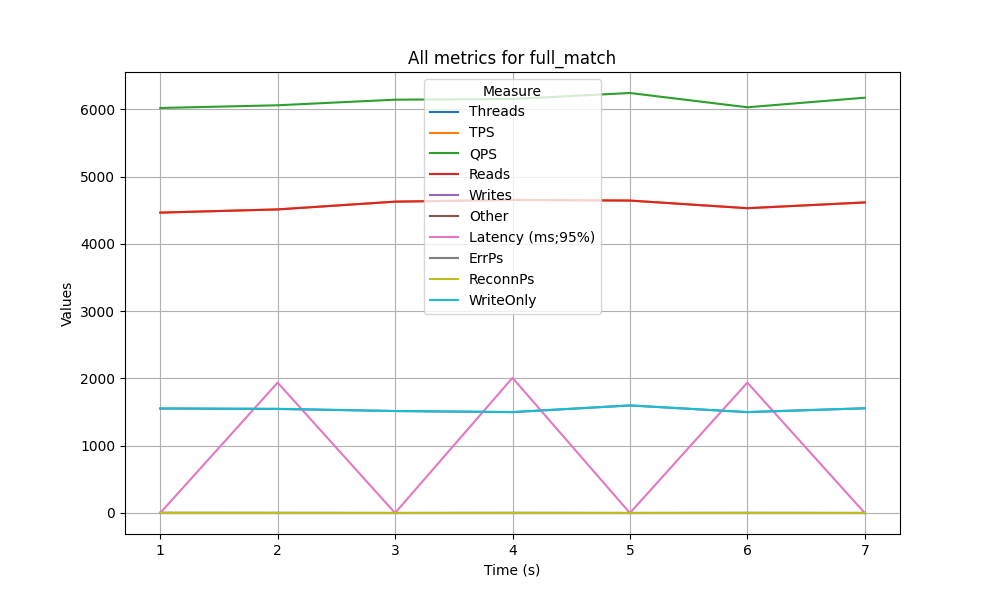 All metrics for full_match
Measure
Threads
TPS
QPS
Reads
Writes
Other
Latency (ms;95%)
ErrPs
ReconnPs
WriteOnly
Values
6000
5000
4000
3000
2000
1000
0
1 2 3 4 5 6 7
Time (s)